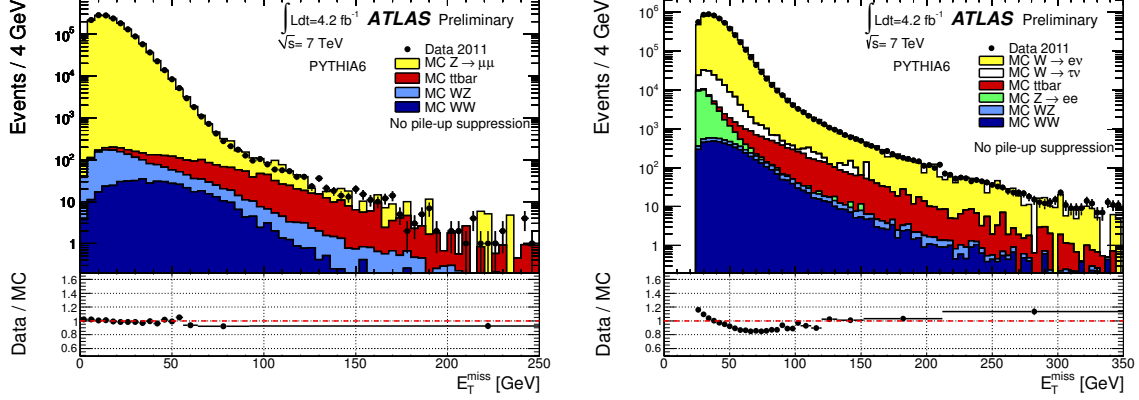 ∫Ldt=4.2 fb⁻¹ ATLAS Preliminary
√s= 7 TeV
PYTHIA6
Data 2011
MC Z→μμ
MC ttbar
MC WZ
MC WW
No pile-up suppression
Events / 4 GeV
10⁶
10⁵
10⁴
10³
10²
10
1
Data / MC
1.6
1.4
1.2
1
0.8
0.6
0 50 100 150 200 250
E_T^miss [GeV]
∫Ldt=4.2 fb⁻¹ ATLAS Preliminary
√s= 7 TeV
PYTHIA6
Data 2011
MC W→eν
MC W→τν
MC ttbar
MC Z→ee
MC WZ
MC WW
No pile-up suppression
Events / 4 GeV
10⁶
10⁵
10⁴
10³
10²
10
1
Data / MC
1.6
1.4
1.2
1
0.8
0.6
0 50 100 150 200 250 300 350
E_T^miss [GeV]